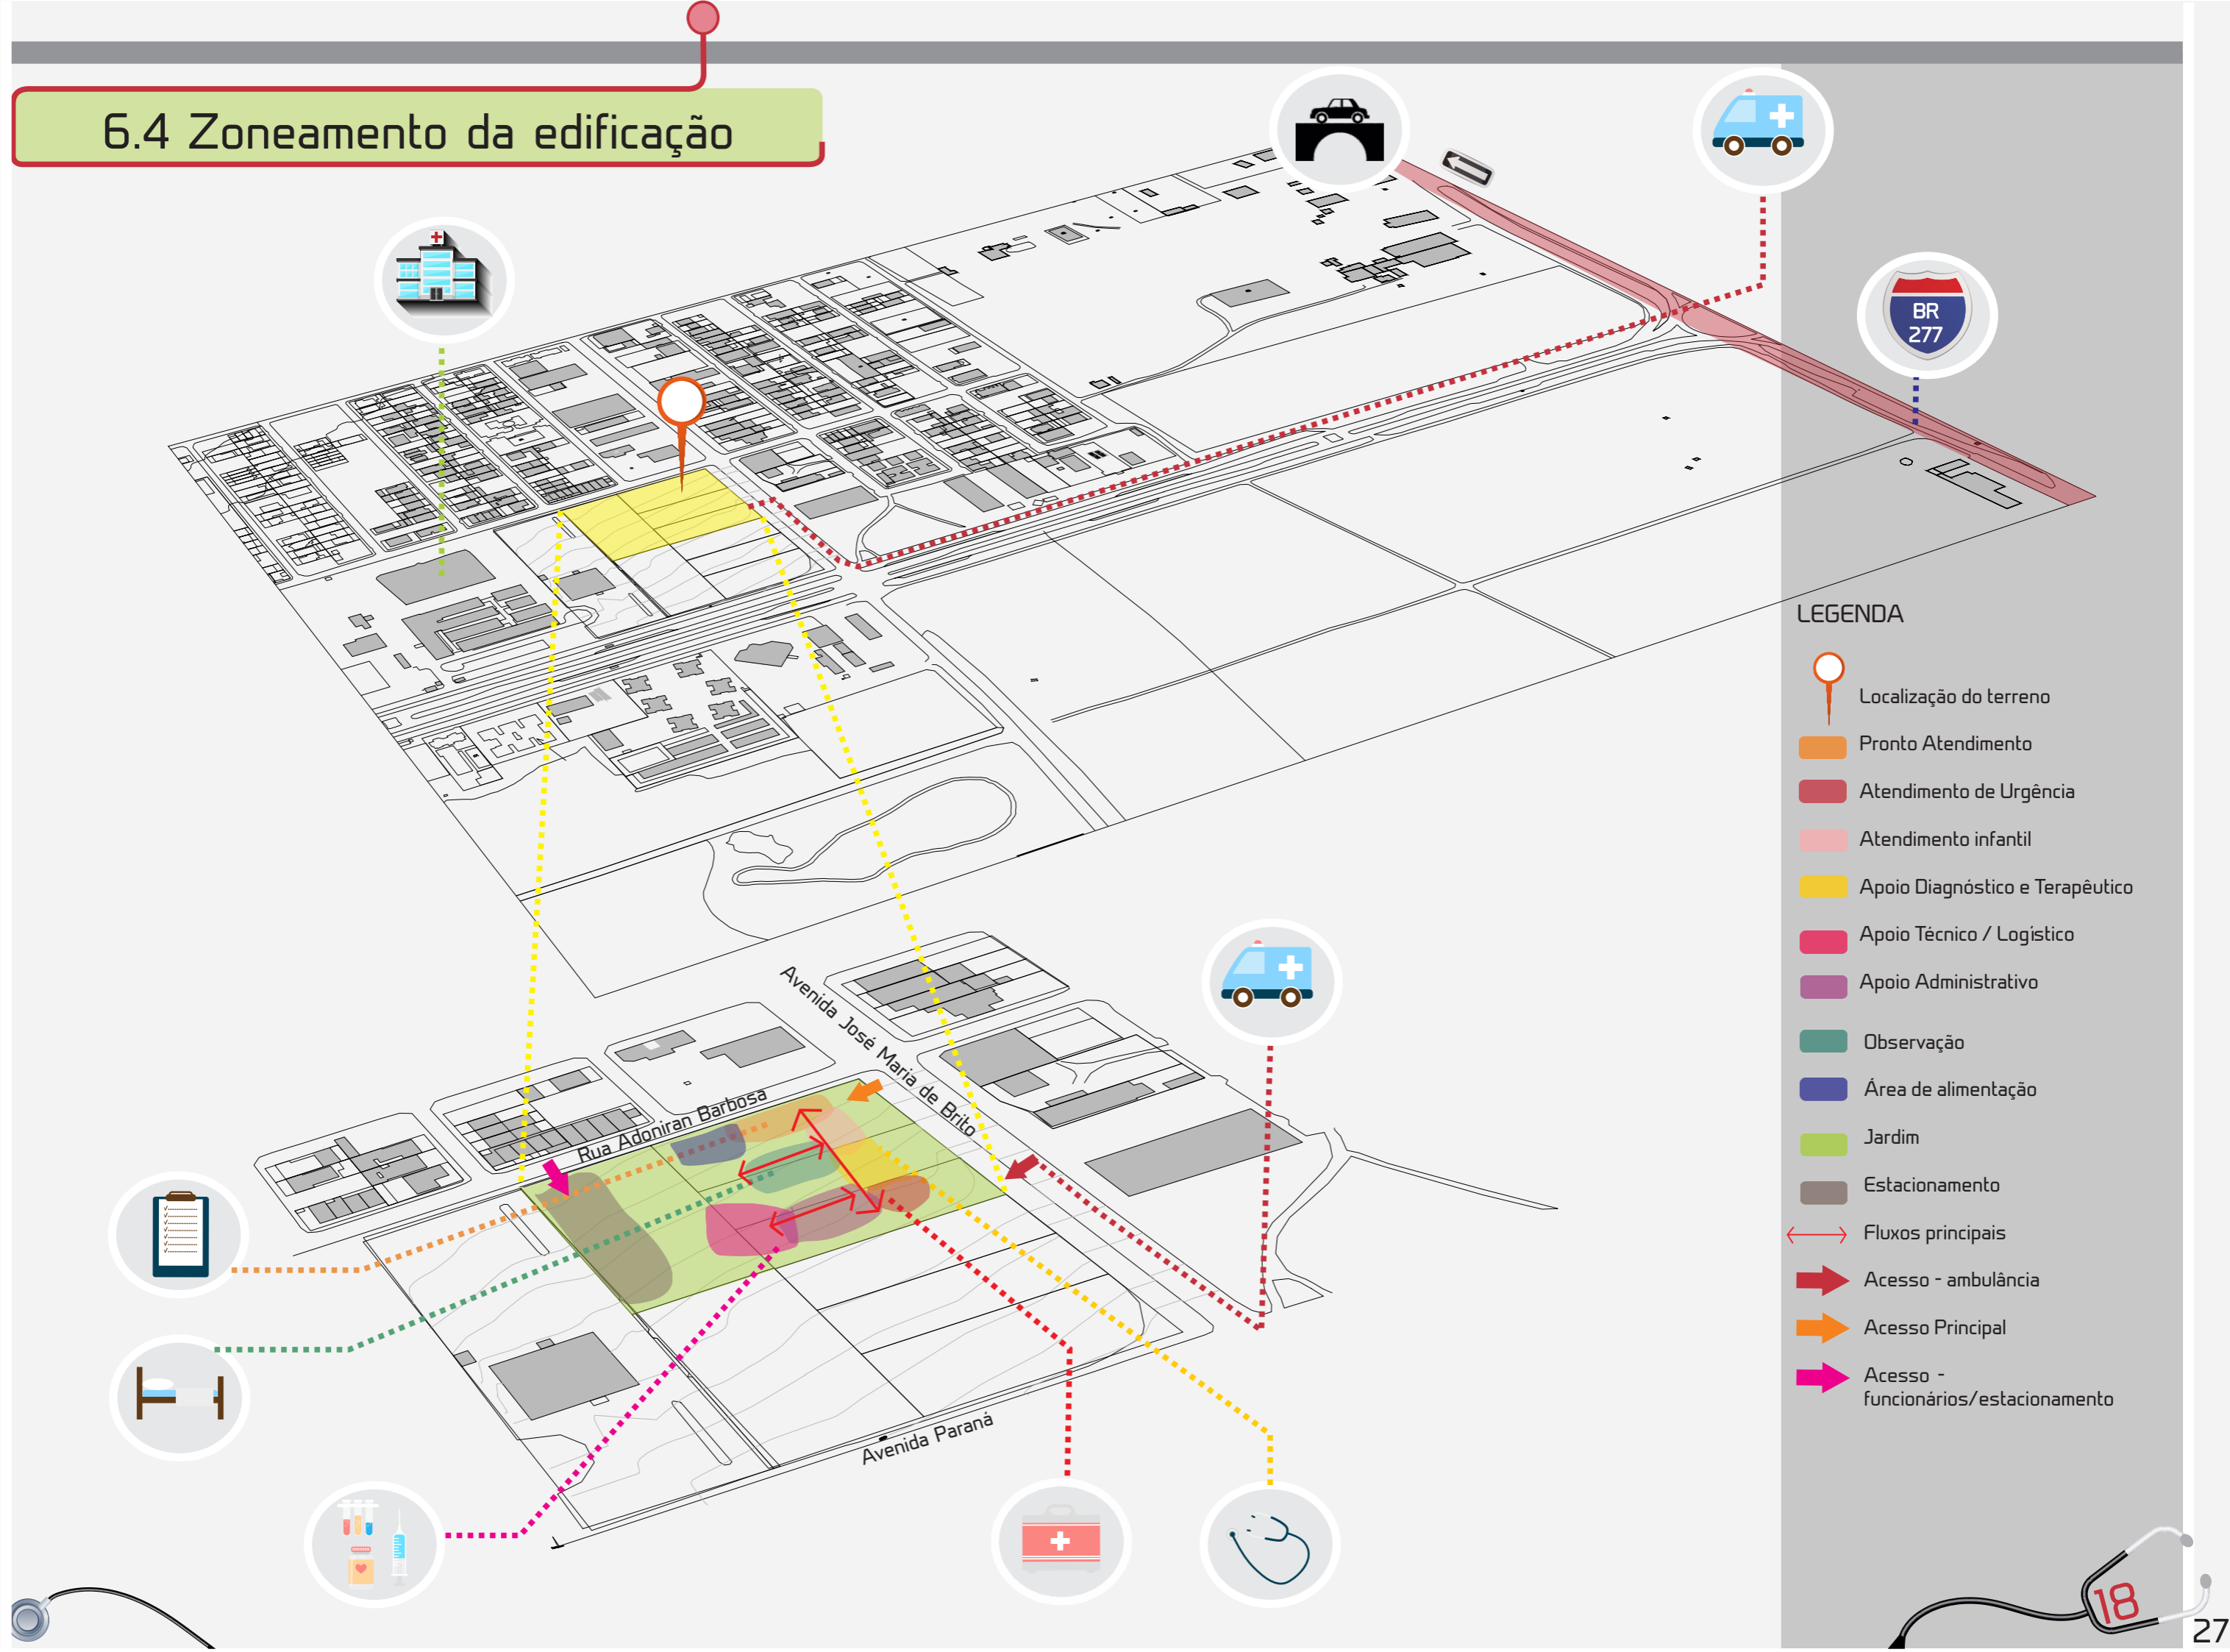 6.4 Zoneamento da edificação
BR
277
LEGENDA
Localização do terreno
Pronto Atendimento
Atendimento de Urgência
Atendimento infantil
Apoio Diagnóstico e Terapêutico
Apoio Técnico / Logístico
Apoio Administrativo
Observação
Área de alimentação
Jardim
Estacionamento
Fluxos principais
Acesso - ambulância
Acesso Principal
Acesso -
funcionários/estacionamento
Avenida José Maria de Brito
Rua Adoniran Barbosa
Avenida Paraná
18
27